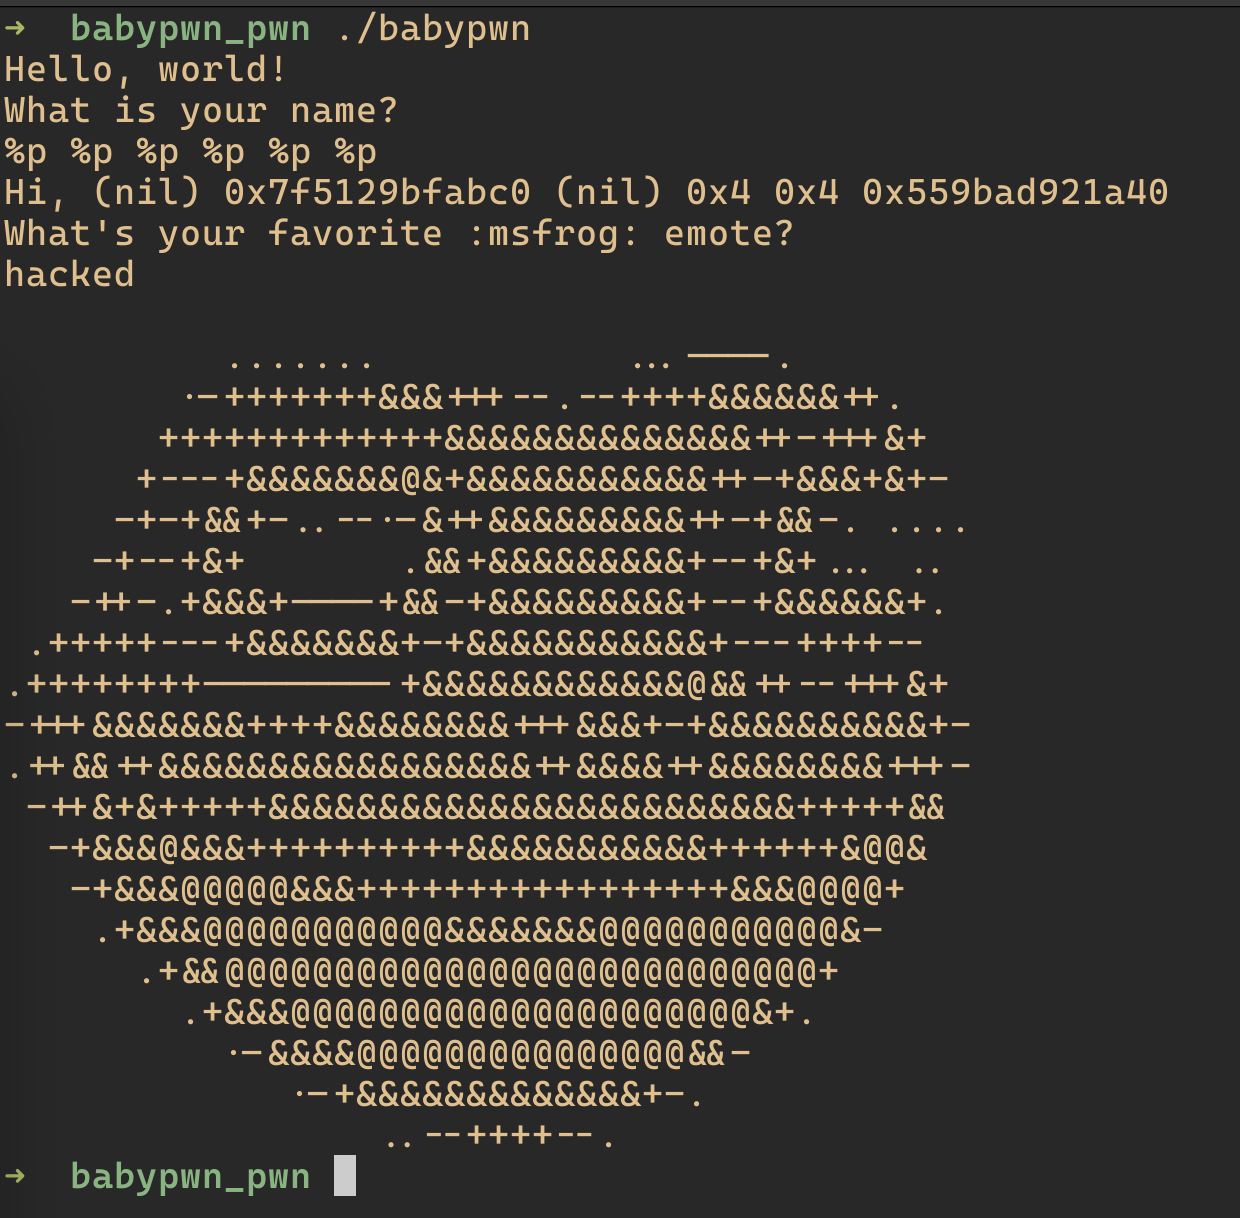 →  babypwn_pwn ./babypwn
Hello, world!
What is your name?
%p %p %p %p %p %p
Hi, (nil) 0x7f5129bfabc0 (nil) 0x4 0x4 0x559bad921a40
What's your favorite :msfrog: emote?
hacked
→  babypwn_pwn